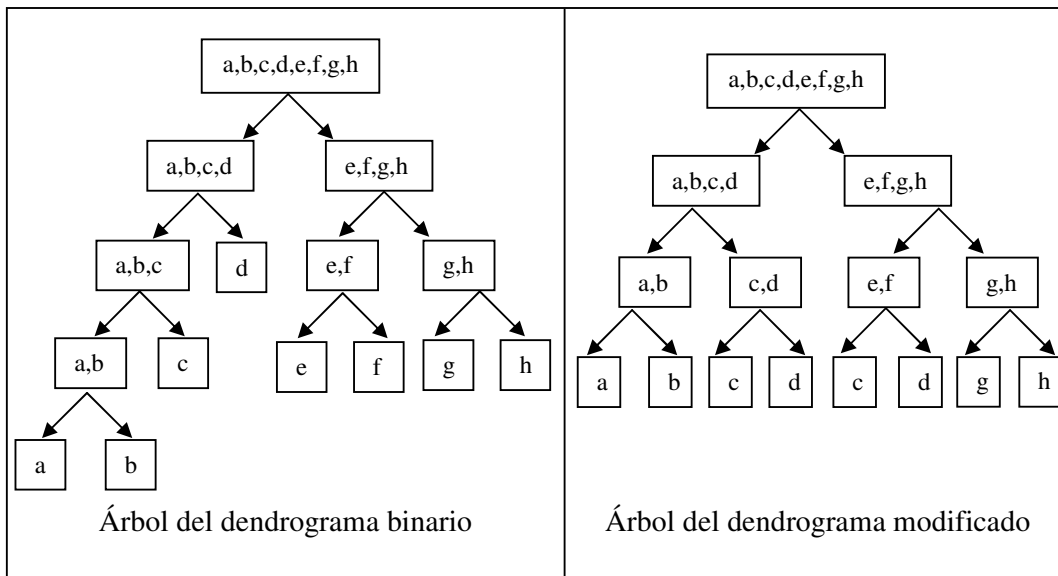 a,b,c,d,e,f,g,h
a,b,c,d
e,f,g,h
a,b,c
d
e,f
g,h
a,b
c
e
f
g
h
a
b
Árbol del dendrograma binario
a,b,c,d,e,f,g,h
a,b,c,d
e,f,g,h
a,b
c,d
e,f
g,h
a
b
c
d
c
d
g
h
Árbol del dendrograma modificado